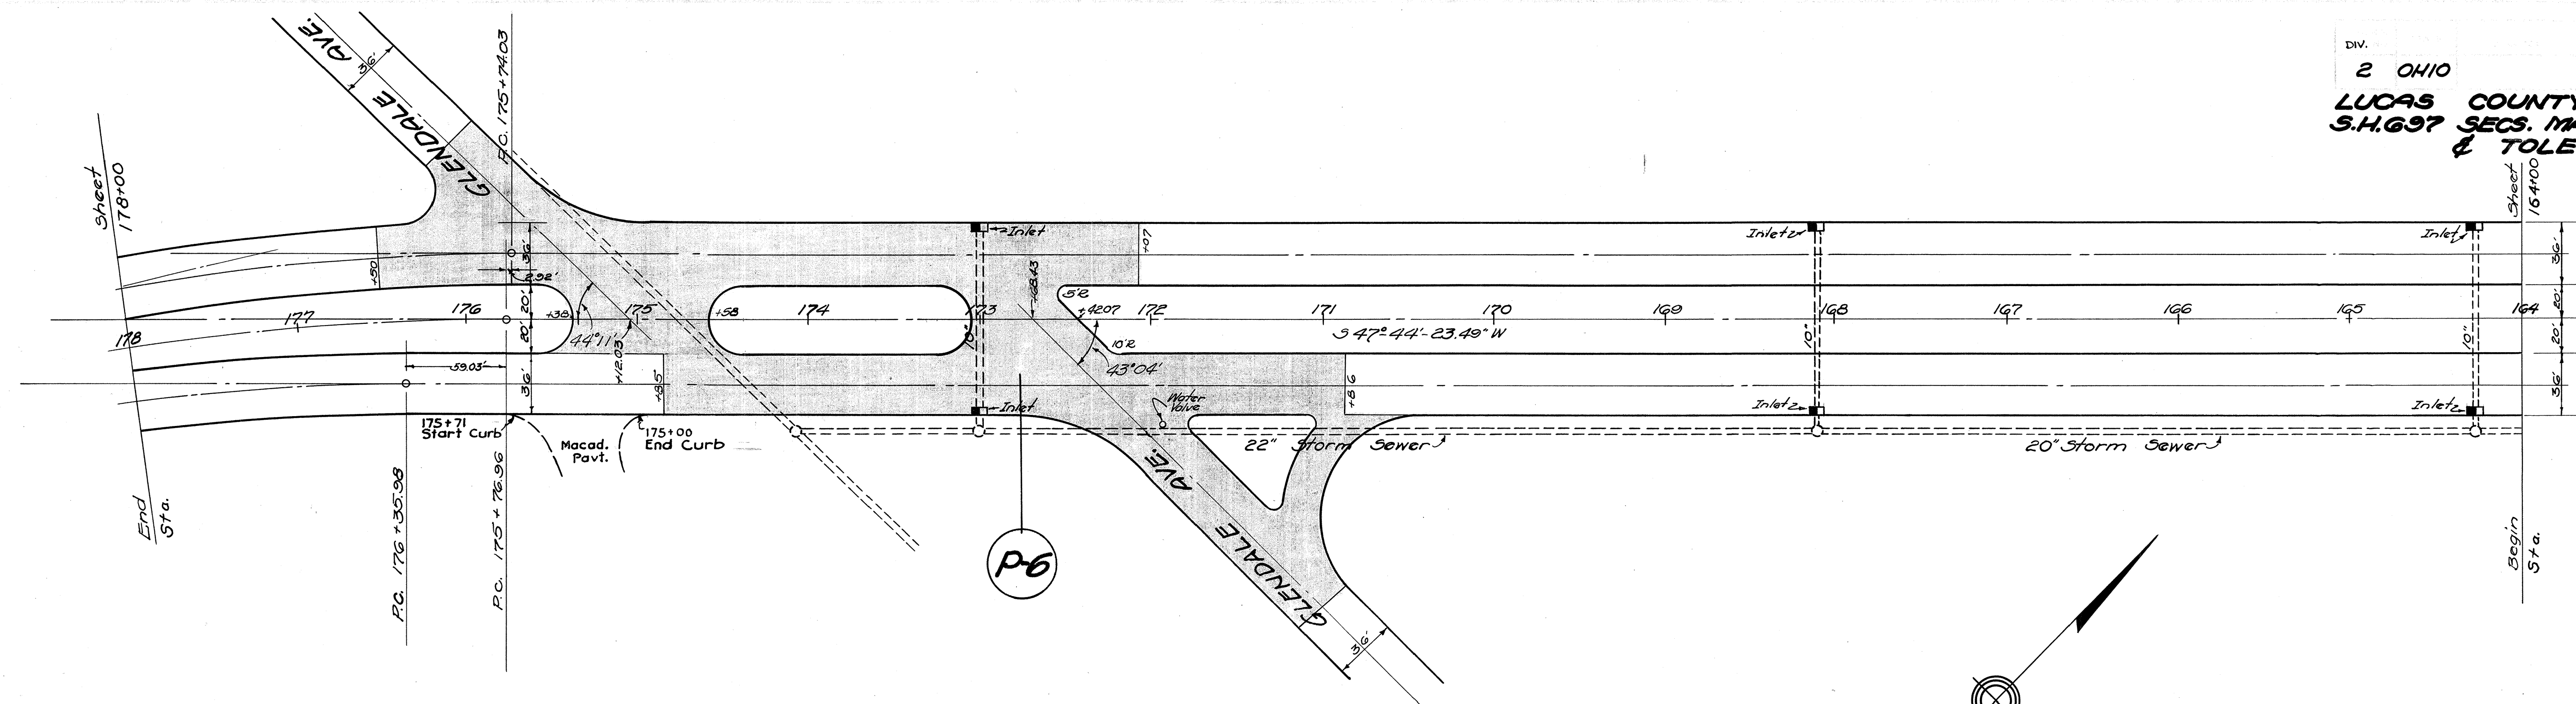 DIV.
2 OHIO
LUCAS COUNTY
S.H. 697 SECS. MA
& TOLE
Sheet
178+00
End
Sta.
GLENDALE AVE.
36'
P.C. 175+74.03
+50
36'
2.92'
20'
20'
36'
178
177
176
+38
175
+58
174
173
172
171
170
169
168
167
166
165
164
44°11'
+12.03'
+85
59.03'
175+71
Start Curb
Macad.
Pavt.
175+00
End Curb
P.C. 176+35.98
P.C. 175+76.96
Inlet
10"
Inlet
+68.43
5'R
+42.07
10'R
43°04'
+07
S 47°-44'-23.49" W
+86
Water
Valve
GLENDALE AVE.
36'
P-6
22" Storm Sewer
Inlet
10"
Inlet
20" Storm Sewer
Inlet
10"
Inlet
Sheet
164+00
36'
20'
20'
36'
Begin
Sta.